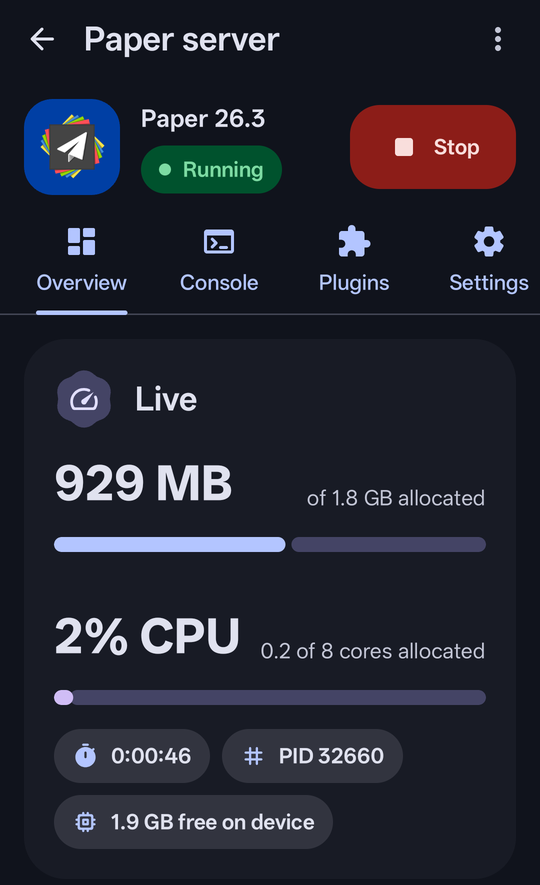 Paper server
Paper 26.3
Running
Stop
Overview
Console
Plugins
Settings
Live
929 MB
of 1.8 GB allocated
2% CPU
0.2 of 8 cores allocated
0:00:46
PID 32660
1.9 GB free on device